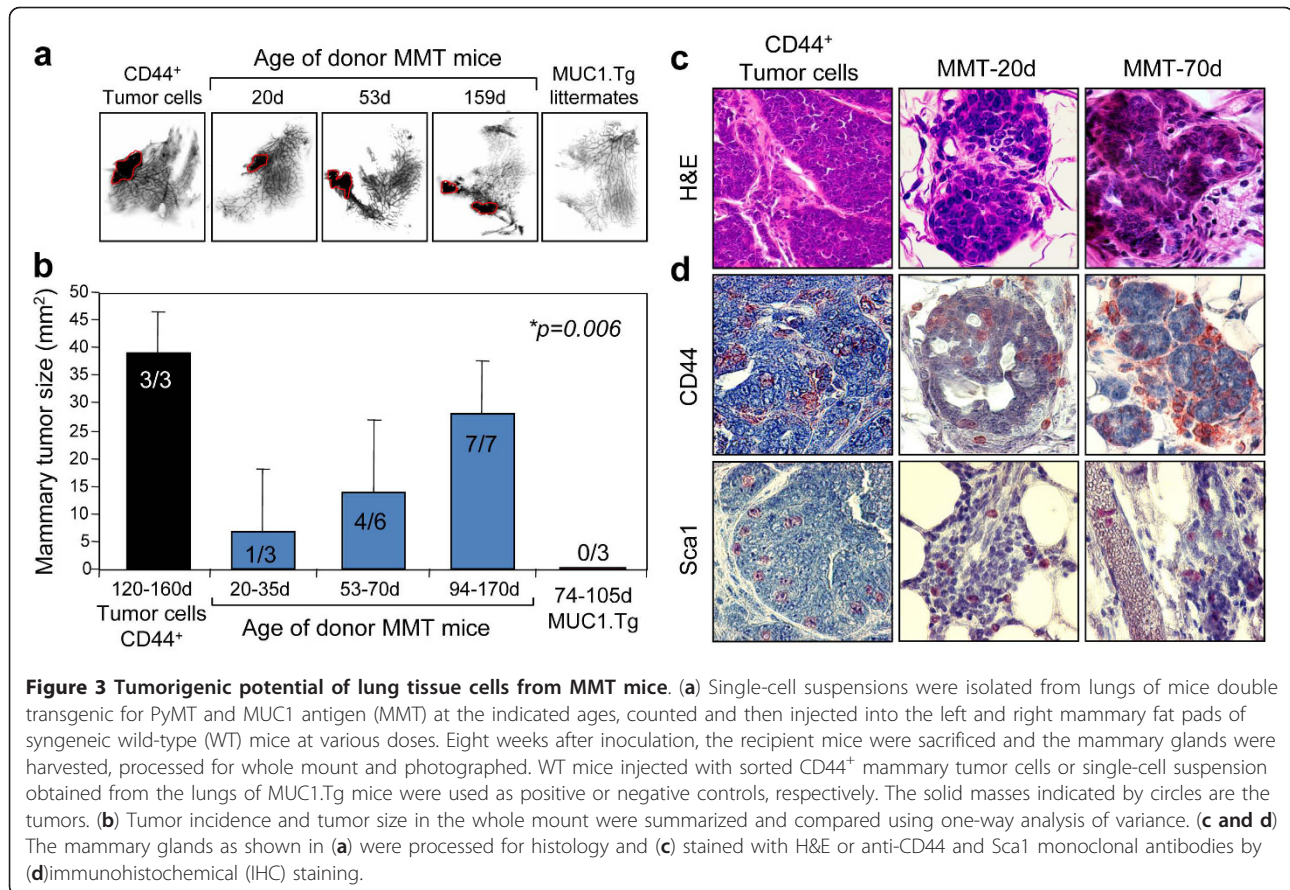 a
Age of donor MMT mice
CD44+
Tumor cells
20d
53d
159d
MUC1.Tg
littermates
b
Mammary tumor size (mm2)
50
45
40
35
30
25
20
15
10
5
0
*p=0.006
3/3
1/3
4/6
7/7
0/3
120-160d
Tumor cells
CD44+
20-35d
53-70d
94-170d
74-105d
MUC1.Tg
Age of donor MMT mice
c
CD44+
Tumor cells
MMT-20d
MMT-70d
H&E
d
CD44
Sca1
Figure 3 Tumorigenic potential of lung tissue cells from MMT mice. (a) Single-cell suspensions were isolated from lungs of mice double
transgenic for PyMT and MUC1 antigen (MMT) at the indicated ages, counted and then injected into the left and right mammary fat pads of
syngeneic wild-type (WT) mice at various doses. Eight weeks after inoculation, the recipient mice were sacrificed and the mammary glands were
harvested, processed for whole mount and photographed. WT mice injected with sorted CD44+ mammary tumor cells or single-cell suspension
obtained from the lungs of MUC1.Tg mice were used as positive or negative controls, respectively. The solid masses indicated by circles are the
tumors. (b) Tumor incidence and tumor size in the whole mount were summarized and compared using one-way analysis of variance. (c and d)
The mammary glands as shown in (a) were processed for histology and (c) stained with H&E or anti-CD44 and Sca1 monoclonal antibodies by
(d)immunohistochemical (IHC) staining.